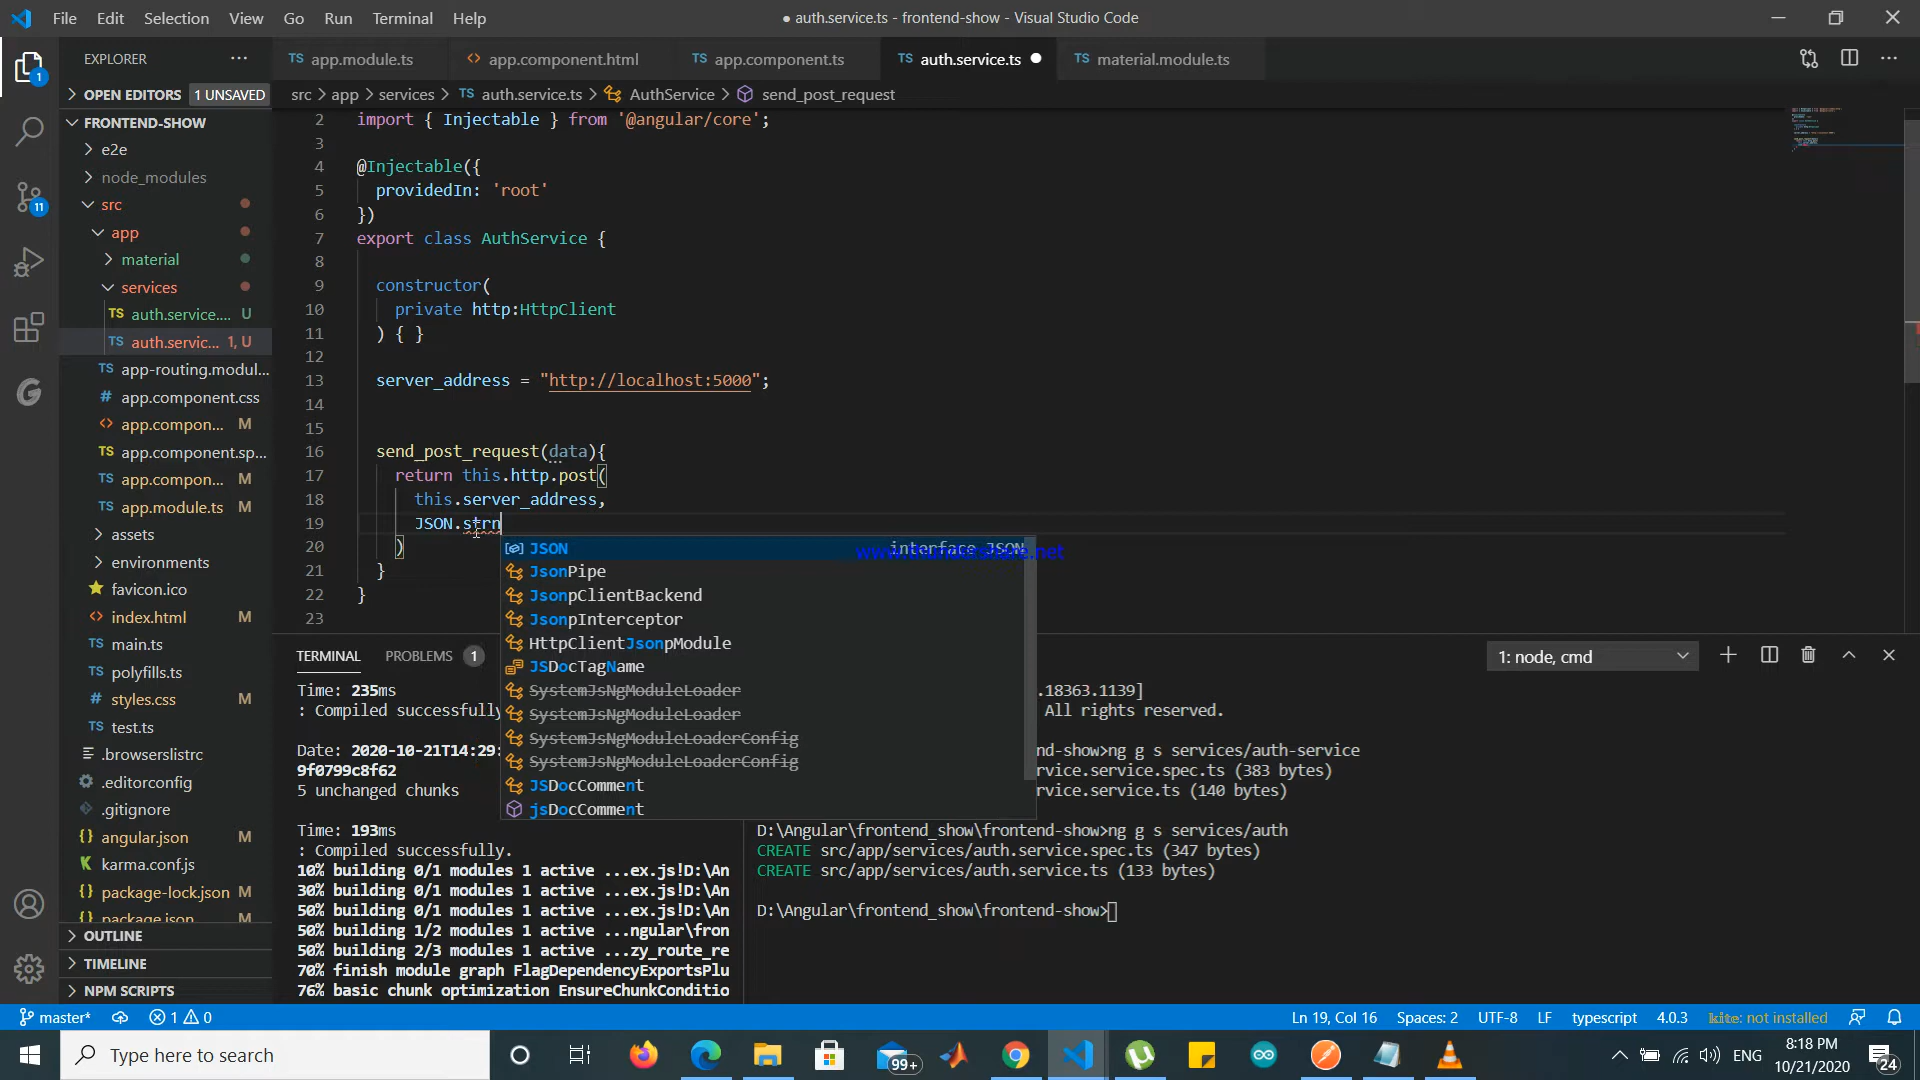 File Edit Selection View Go Run Terminal Help
● auth.service.ts - frontend-show - Visual Studio Code
EXPLORER ···
TS app.module.ts <> app.component.html TS app.component.ts TS auth.service.ts ● TS material.module.ts
OPEN EDITORS 1 UNSAVED
src > app > services > TS auth.service.ts > AuthService > send_post_request
FRONTEND-SHOW
e2e
node_modules
src
app
material
services
TS auth.service.... U
TS auth.servic... 1, U
TS app-routing.modul...
# app.component.css
<> app.compon... M
TS app.component.sp...
TS app.compon... M
TS app.module.ts M
assets
environments
favicon.ico
<> index.html M
TS main.ts
TS polyfills.ts
# styles.css M
TS test.ts
.browserslistrc
.editorconfig
.gitignore
{} angular.json M
karma.conf.js
{} package-lock.json M
{} package.json M
OUTLINE
TIMELINE
NPM SCRIPTS
1
11
2 import { Injectable } from '@angular/core';
3
4 @Injectable({
5 providedIn: 'root'
6 })
7 export class AuthService {
8
9 constructor(
10 private http:HttpClient
11 ) { }
12
13 server_address = "http://localhost:5000";
14
15
16 send_post_request(data){
17 return this.http.post(
18 this.server_address,
19 JSON.strn
20 )
21 }
22 }
23
JSON interface JSON
www.thundershare.net
JsonPipe
JsonpClientBackend
JsonpInterceptor
HttpClientJsonpModule
JSDocTagName
SystemJsNgModuleLoader
SystemJsNgModuleLoader
SystemJsNgModuleLoaderConfig
SystemJsNgModuleLoaderConfig
JSDocComment
jsDocComment
TERMINAL PROBLEMS 1
1: node, cmd
Time: 235ms
: Compiled successfully
Date: 2020-10-21T14:29:
9f0799c8f62
5 unchanged chunks
Time: 193ms
: Compiled successfully.
10% building 0/1 modules 1 active ...ex.js!D:\An
30% building 0/1 modules 1 active ...ex.js!D:\An
50% building 0/1 modules 1 active ...ex.js!D:\An
50% building 1/2 modules 1 active ...ngular\fron
50% building 2/3 modules 1 active ...zy_route_re
70% finish module graph FlagDependencyExportsPlu
76% basic chunk optimization EnsureChunkConditio
.18363.1139]
All rights reserved.
nd-show>ng g s services/auth-service
rvice.service.spec.ts (383 bytes)
rvice.service.ts (140 bytes)
D:\Angular\frontend_show\frontend-show>ng g s services/auth
CREATE src/app/services/auth.service.spec.ts (347 bytes)
CREATE src/app/services/auth.service.ts (133 bytes)
D:\Angular\frontend_show\frontend-show>
master* 1 0
Ln 19, Col 16 Spaces: 2 UTF-8 LF typescript 4.0.3 kite: not installed
Type here to search
99+
ENG
8:18 PM
10/21/2020
24